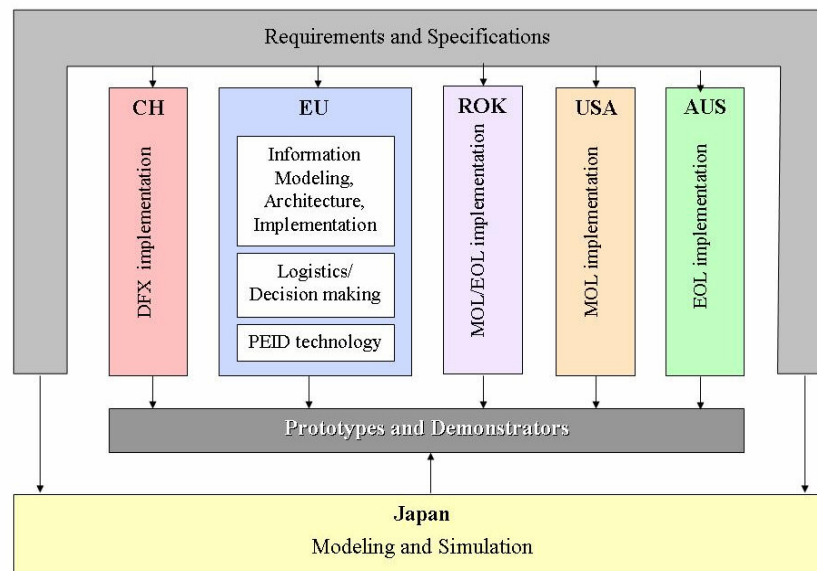 Requirements and Specifications
CH
DFX implementation
EU
Information
Modeling,
Architecture,
Implementation
Logistics/
Decision making
PEID technology
ROK
MOL/EOL implementation
USA
MOL implementation
AUS
EOL implementation
Prototypes and Demonstrators
Japan
Modeling and Simulation